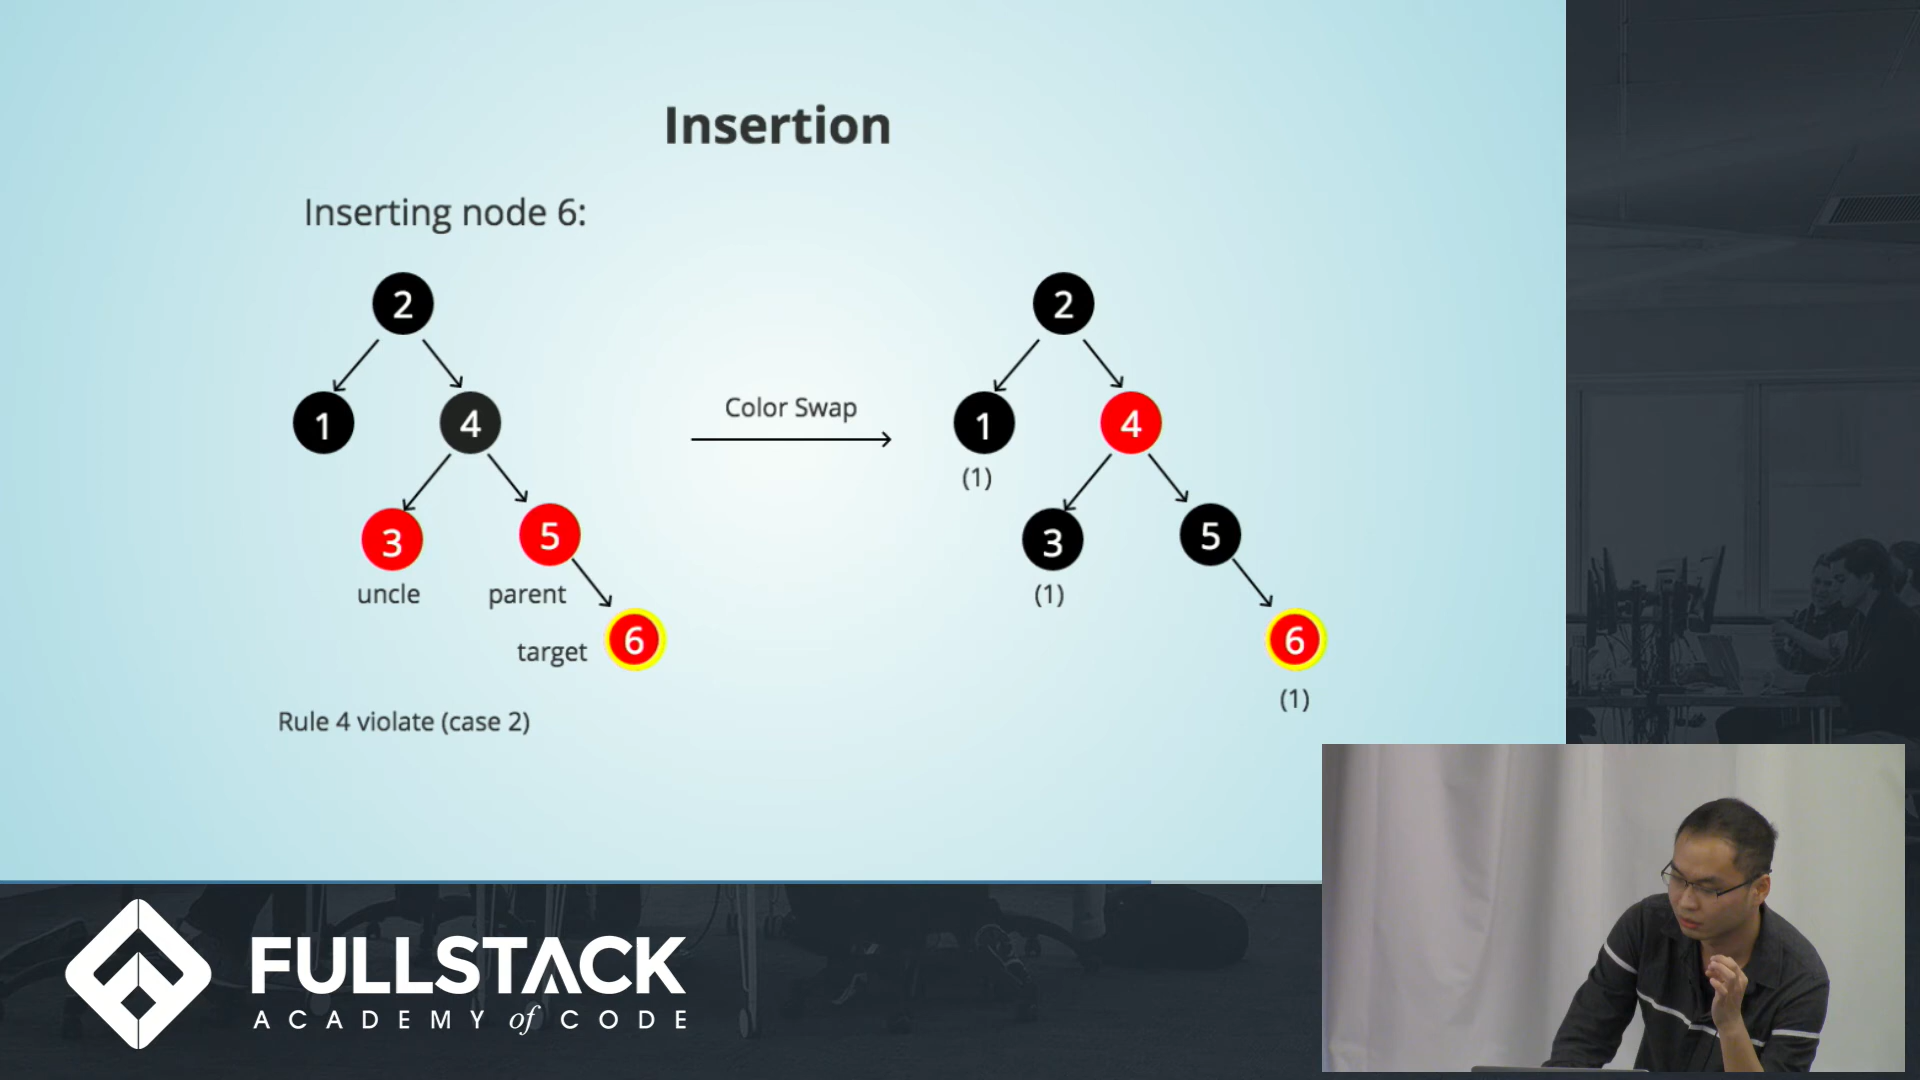 Insertion
Inserting node 6:
2
2
1
4
Color Swap
1
4
(1)
3
5
3
5
uncle
parent
(1)
target
6
6
(1)
Rule 4 violate (case 2)
FULLSTACK
ACADEMY of CODE